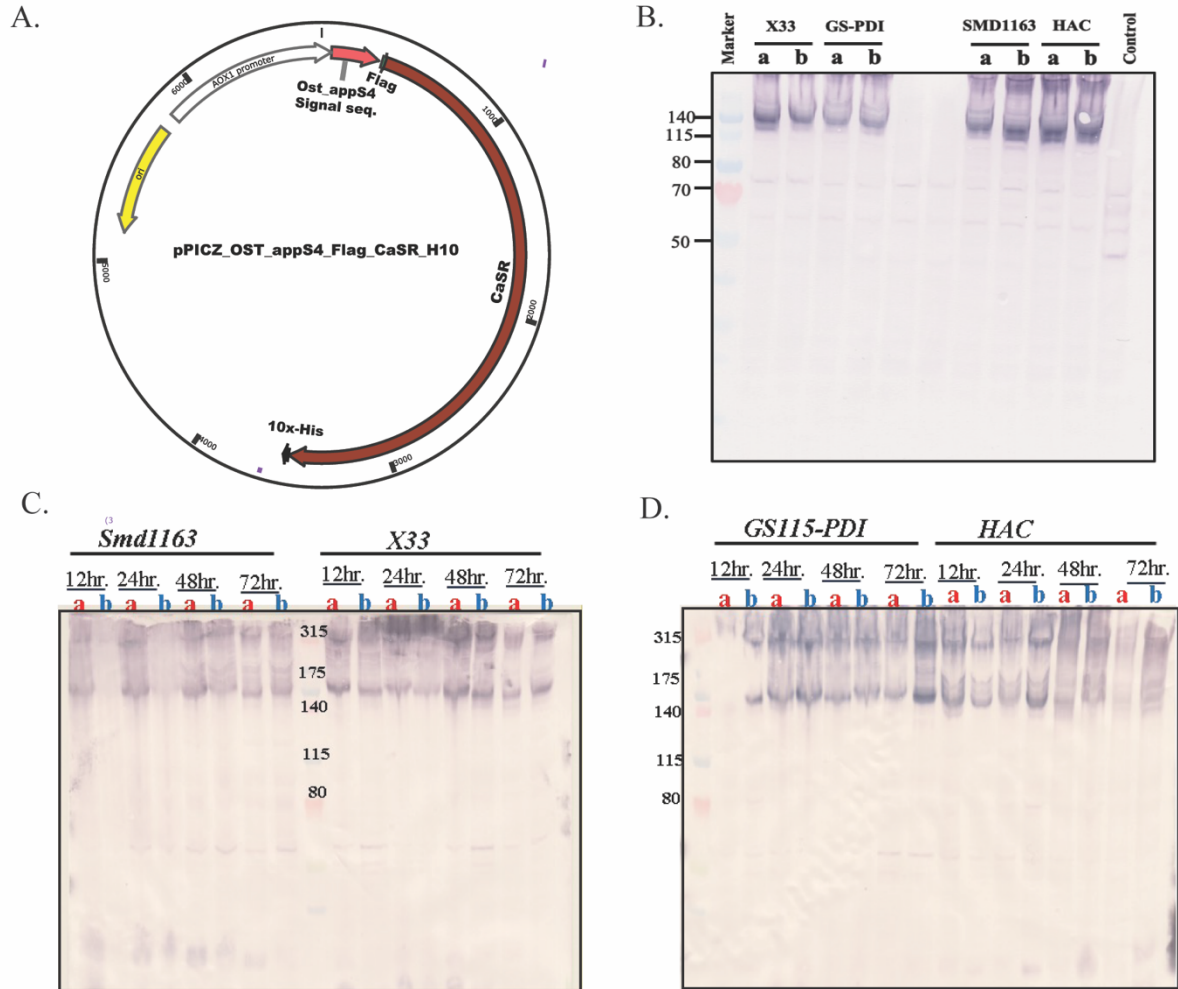 A.
I
AOX1 promoter
Ost_appS4
Signal seq.
Flag
1000
2000
3000
4000
5000
6000
ori
CaSR
10x-His
pPICZ_OST_appS4_Flag_CaSR_H10
B.
Marker
X33 GS-PDI SMD1163 HAC
Control
a b a b a b a b
140
115
80
70
50
C.
(3
Smd1163 X33
12hr. 24hr. 48hr. 72hr. 12hr. 24hr. 48hr. 72hr.
a b a b a b a b a b a b a b a b
315
175
140
115
80
D.
GS115-PDI HAC
12hr. 24hr. 48hr. 72hr. 12hr. 24hr. 48hr. 72hr.
a b a b a b a b a b a b a b a b
315
175
140
115
80